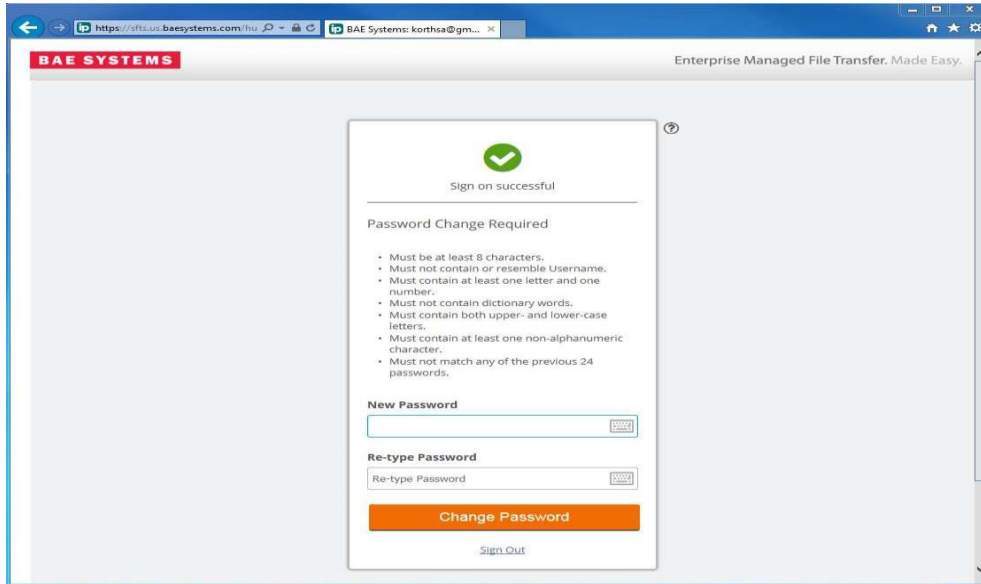 https://sfts.us.baesystems.com/hu
BAE Systems: korthsa@gm...
BAE SYSTEMS
Enterprise Managed File Transfer. Made Easy.
Sign on successful
Password Change Required
• Must be at least 8 characters.
• Must not contain or resemble Username.
• Must contain at least one letter and one
number.
• Must not contain dictionary words.
• Must contain both upper- and lower-case
letters.
• Must contain at least one non-alphanumeric
character.
• Must not match any of the previous 24
passwords.
New Password
Re-type Password
Re-type Password
Change Password
Sign Out